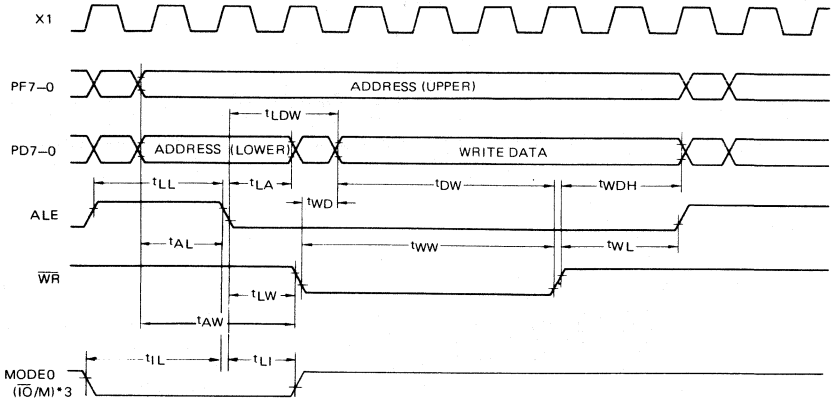 X1
PF7-0
ADDRESS (UPPER)
tLDW
PD7-0
ADDRESS (LOWER)
WRITE DATA
tLL
tLA
tWD
tDW
tWDH
ALE
tAL
tWW
tWL
WR
tLW
tAW
tIL
tLI
MODE0
(IO/M)*3